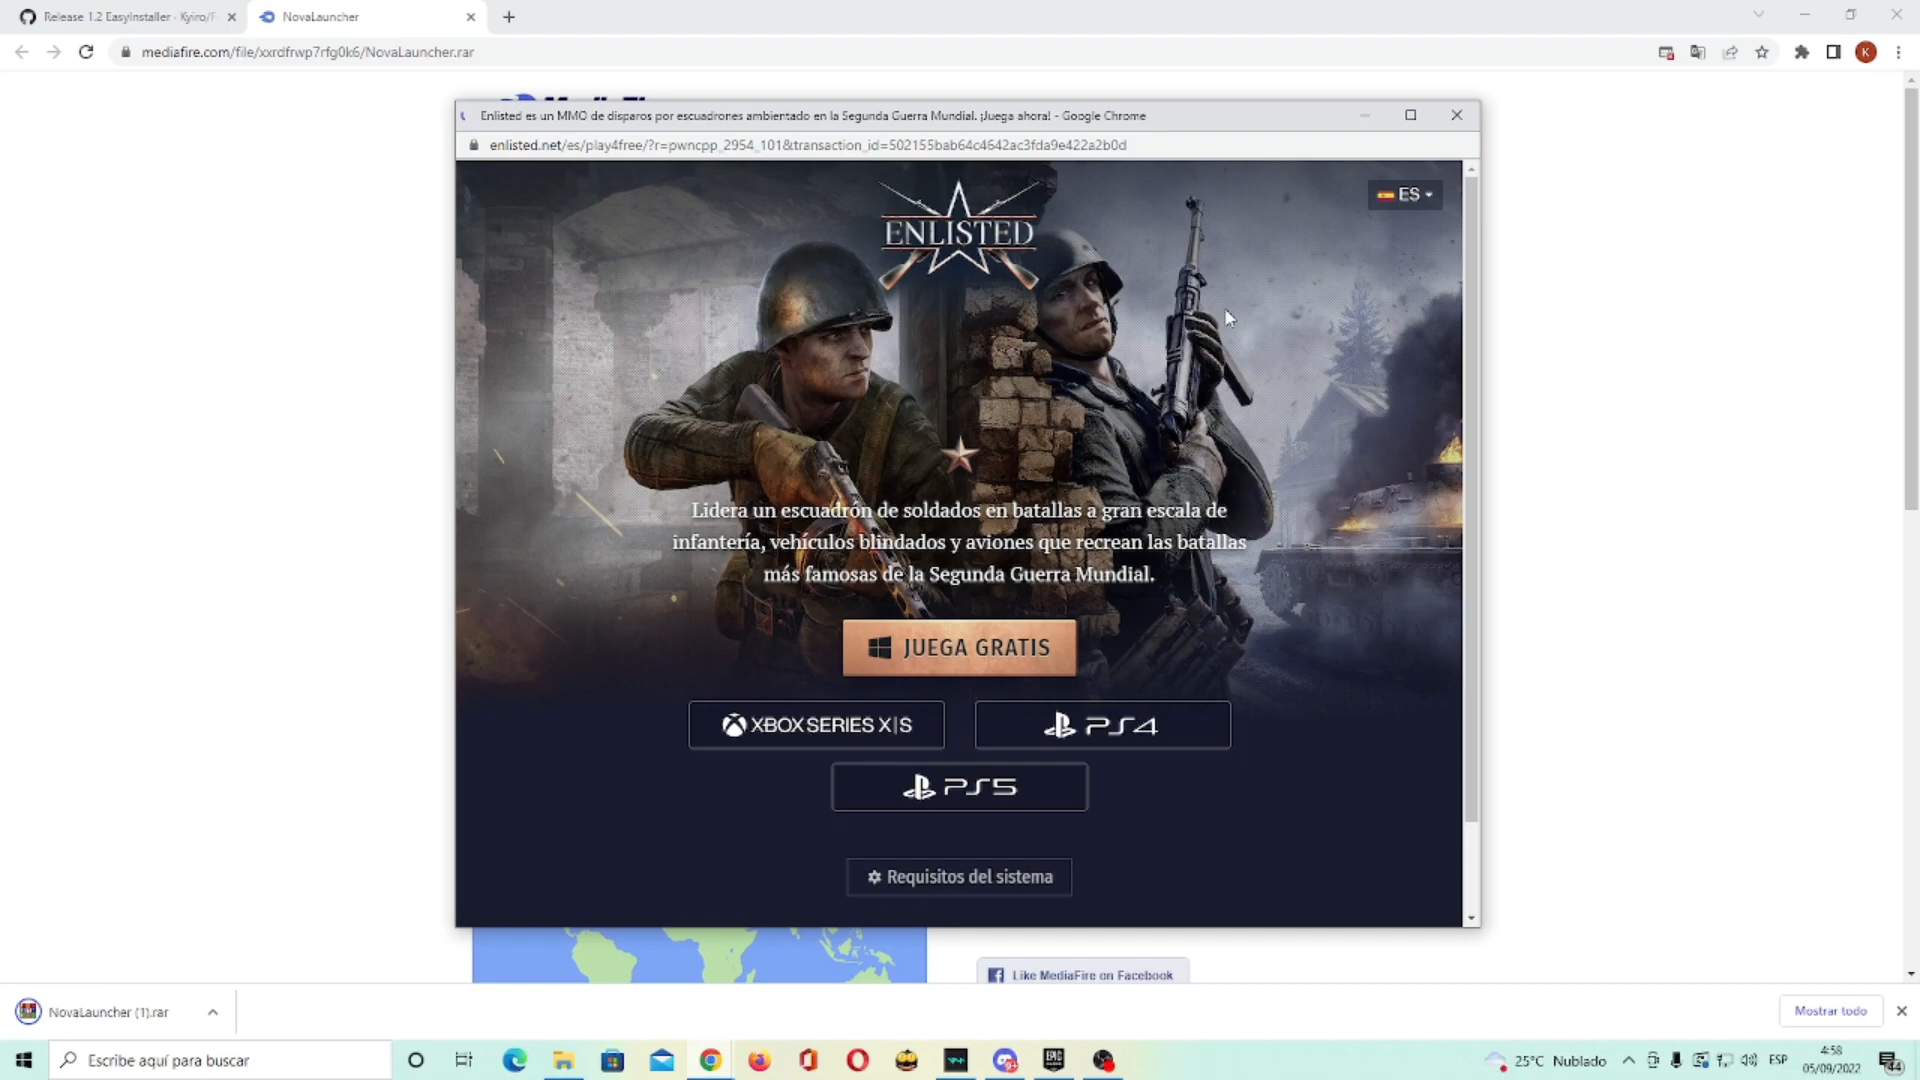 Release 1.2 EasyInstaller · Kyiro/F
NovaLauncher
mediafire.com/file/xxrdfrwp7rfg0k6/NovaLauncher.rar
K
Enlisted es un MMO de disparos por escuadrones ambientado en la Segunda Guerra Mundial. ¡Juega ahora! - Google Chrome
enlisted.net/es/play4free/?r=pwncpp_2954_101&transaction_id=502155bab64c4642ac3fda9e422a2b0d
ES
ENLISTED
Lidera un escuadrón de soldados en batallas a gran escala de
infantería, vehículos blindados y aviones que recrean las batallas
más famosas de la Segunda Guerra Mundial.
JUEGA GRATIS
XBOX SERIES X|S
PS4
PS5
Requisitos del sistema
Like MediaFire on Facebook
NovaLauncher (1).rar
Mostrar todo
Escribe aquí para buscar
EPIC
25°C Nublado
ESP
4:58
05/09/2022
44